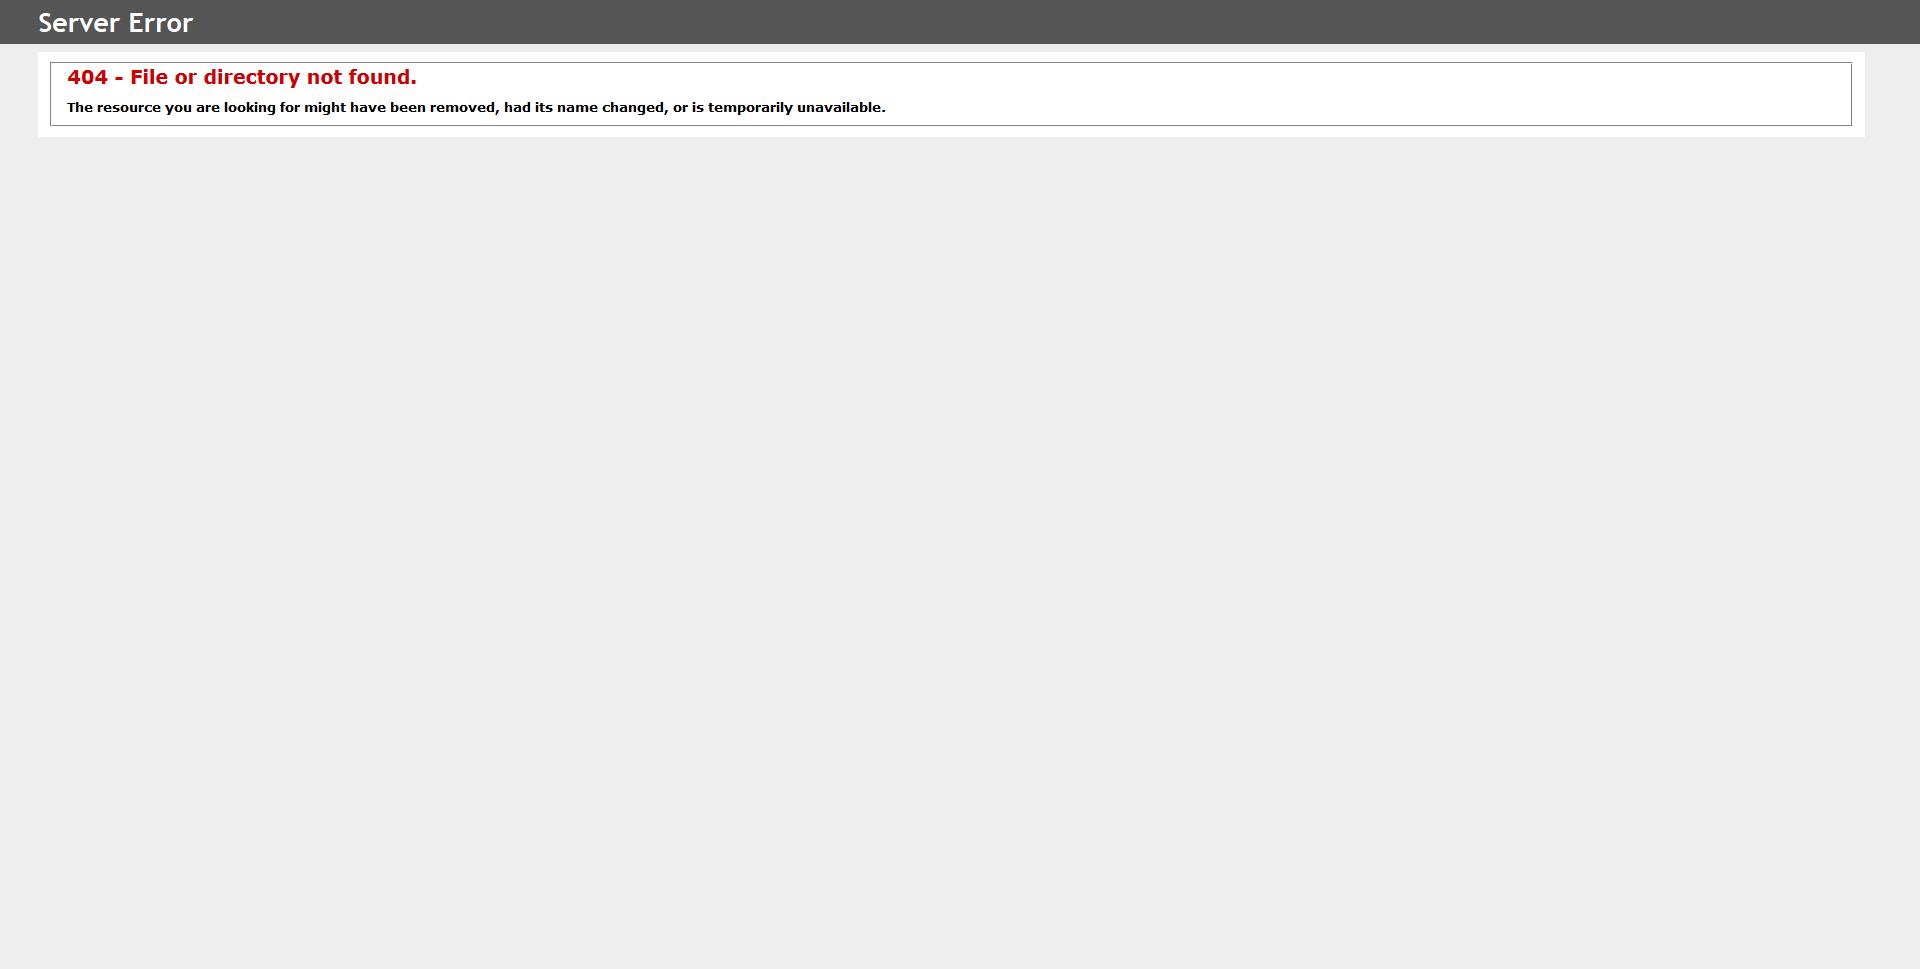 Server Error
404 - File or directory not found.
The resource you are looking for might have been removed, had its name changed, or is temporarily unavailable.